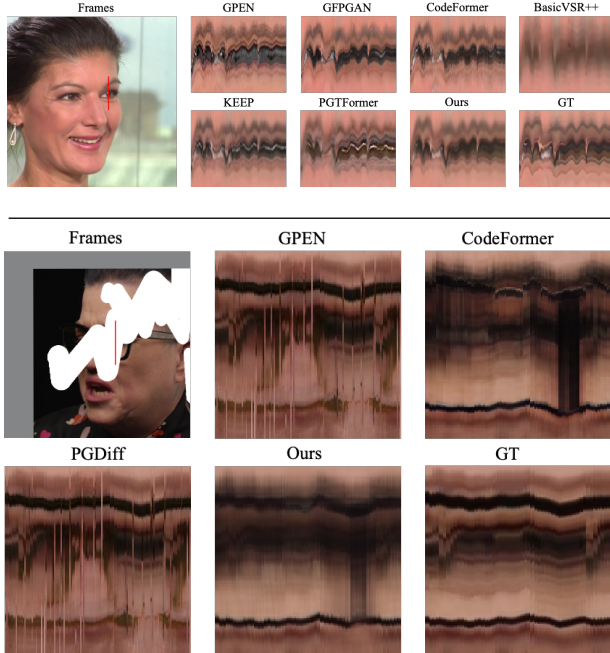 Frames GPEN GFPGAN CodeFormer BasicVSR++
KEEP PGTFormer Ours GT
Frames GPEN CodeFormer
PGDiff Ours GT